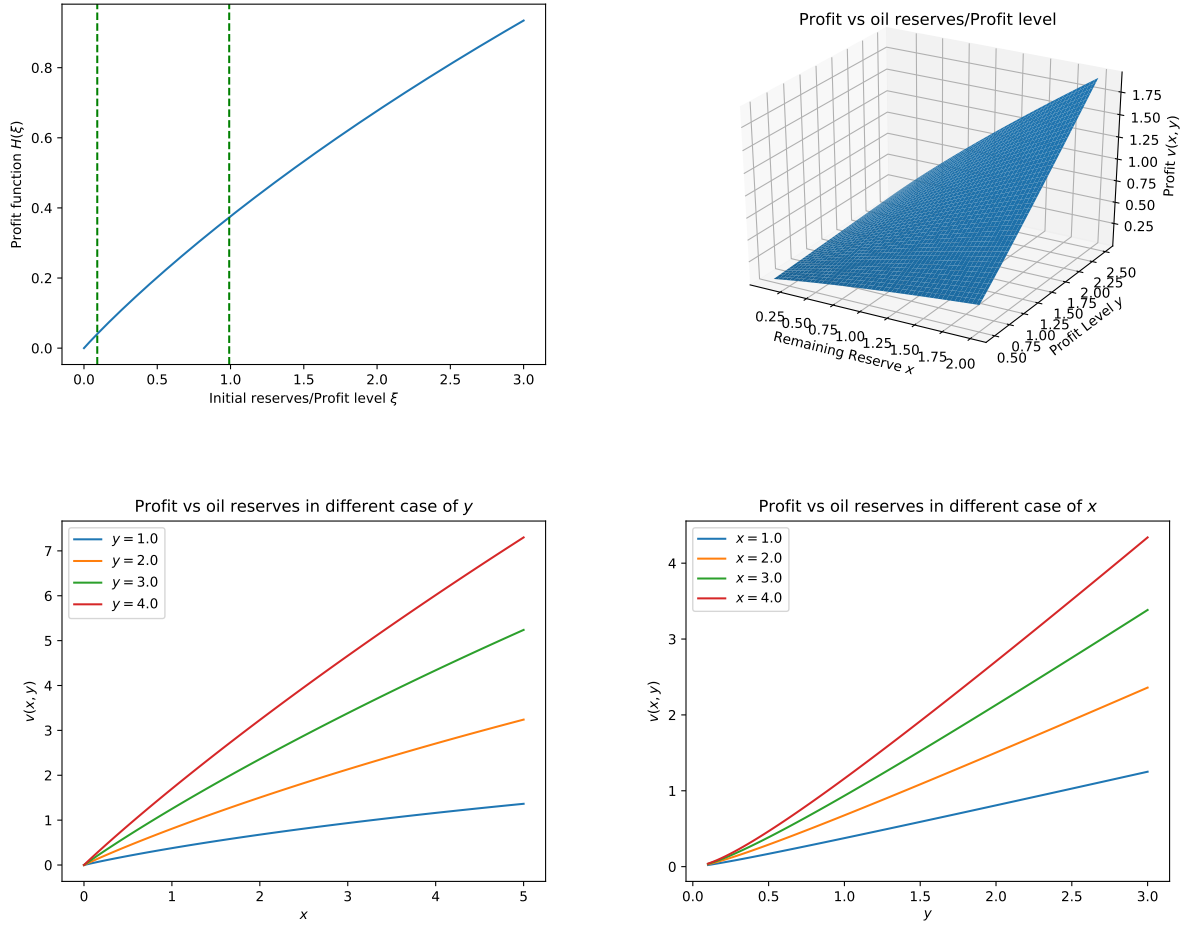 0.8
0.6
0.4
0.2
0.0
Profit function H(ξ)
0.0 0.5 1.0 1.5 2.0 2.5 3.0
Initial reserves/Profit level ξ
Profit vs oil reserves/Profit level
1.75
1.50
1.25
1.00
0.75
0.50
0.25
Profit v(x, y)
0.25 0.50 0.75 1.00 1.25 1.50 1.75 2.00
Remaining Reserve x
0.50 0.75 1.00 1.25 1.50 1.75 2.00 2.25 2.50
Profit Level y
Profit vs oil reserves in different case of y
y = 1.0
y = 2.0
y = 3.0
y = 4.0
7
6
5
4
3
2
1
0
v(x, y)
0 1 2 3 4 5
x
Profit vs oil reserves in different case of x
x = 1.0
x = 2.0
x = 3.0
x = 4.0
4
3
2
1
0
v(x, y)
0.0 0.5 1.0 1.5 2.0 2.5 3.0
y